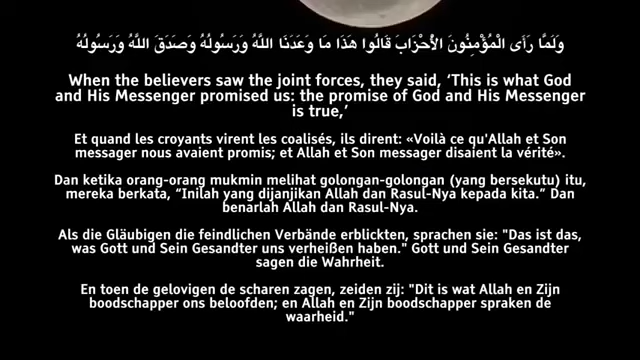 وَلَمَّا رَأَى الْمُؤْمِنُونَ الْأَحْزَابَ قَالُوا هَذَا مَا وَعَدَنَا اللَّهُ وَرَسُولُهُ وَصَدَقَ اللَّهُ وَرَسُولُهُ
When the believers saw the joint forces, they said, ‘This is what God
and His Messenger promised us: the promise of God and His Messenger
is true,’
Et quand les croyants virent les coalisés, ils dirent: «Voilà ce qu'Allah et Son
messager nous avaient promis; et Allah et Son messager disaient la vérité».
Dan ketika orang-orang mukmin melihat golongan-golongan (yang bersekutu) itu,
mereka berkata, “Inilah yang dijanjikan Allah dan Rasul-Nya kepada kita.” Dan
benarlah Allah dan Rasul-Nya.
Als die Gläubigen die feindlichen Verbände erblickten, sprachen sie: "Das ist das,
was Gott und Sein Gesandter uns verheißen haben." Gott und Sein Gesandter
sagen die Wahrheit.
En toen de gelovigen de scharen zagen, zeiden zij: "Dit is wat Allah en Zijn
boodschapper ons beloofden; en Allah en Zijn boodschapper spraken de
waarheid."